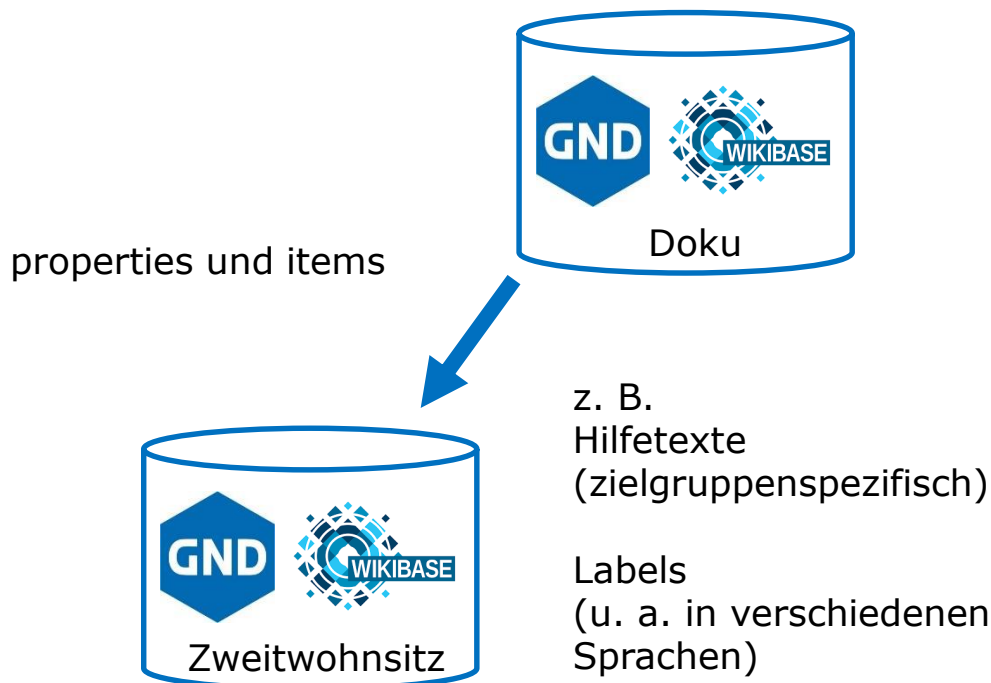 GND
WIKIBASE
Doku
properties und items
z. B.
Hilfetexte
(zielgruppenspezifisch)
Labels
(u. a. in verschiedenen
Sprachen)
GND
WIKIBASE
Zweitwohnsitz